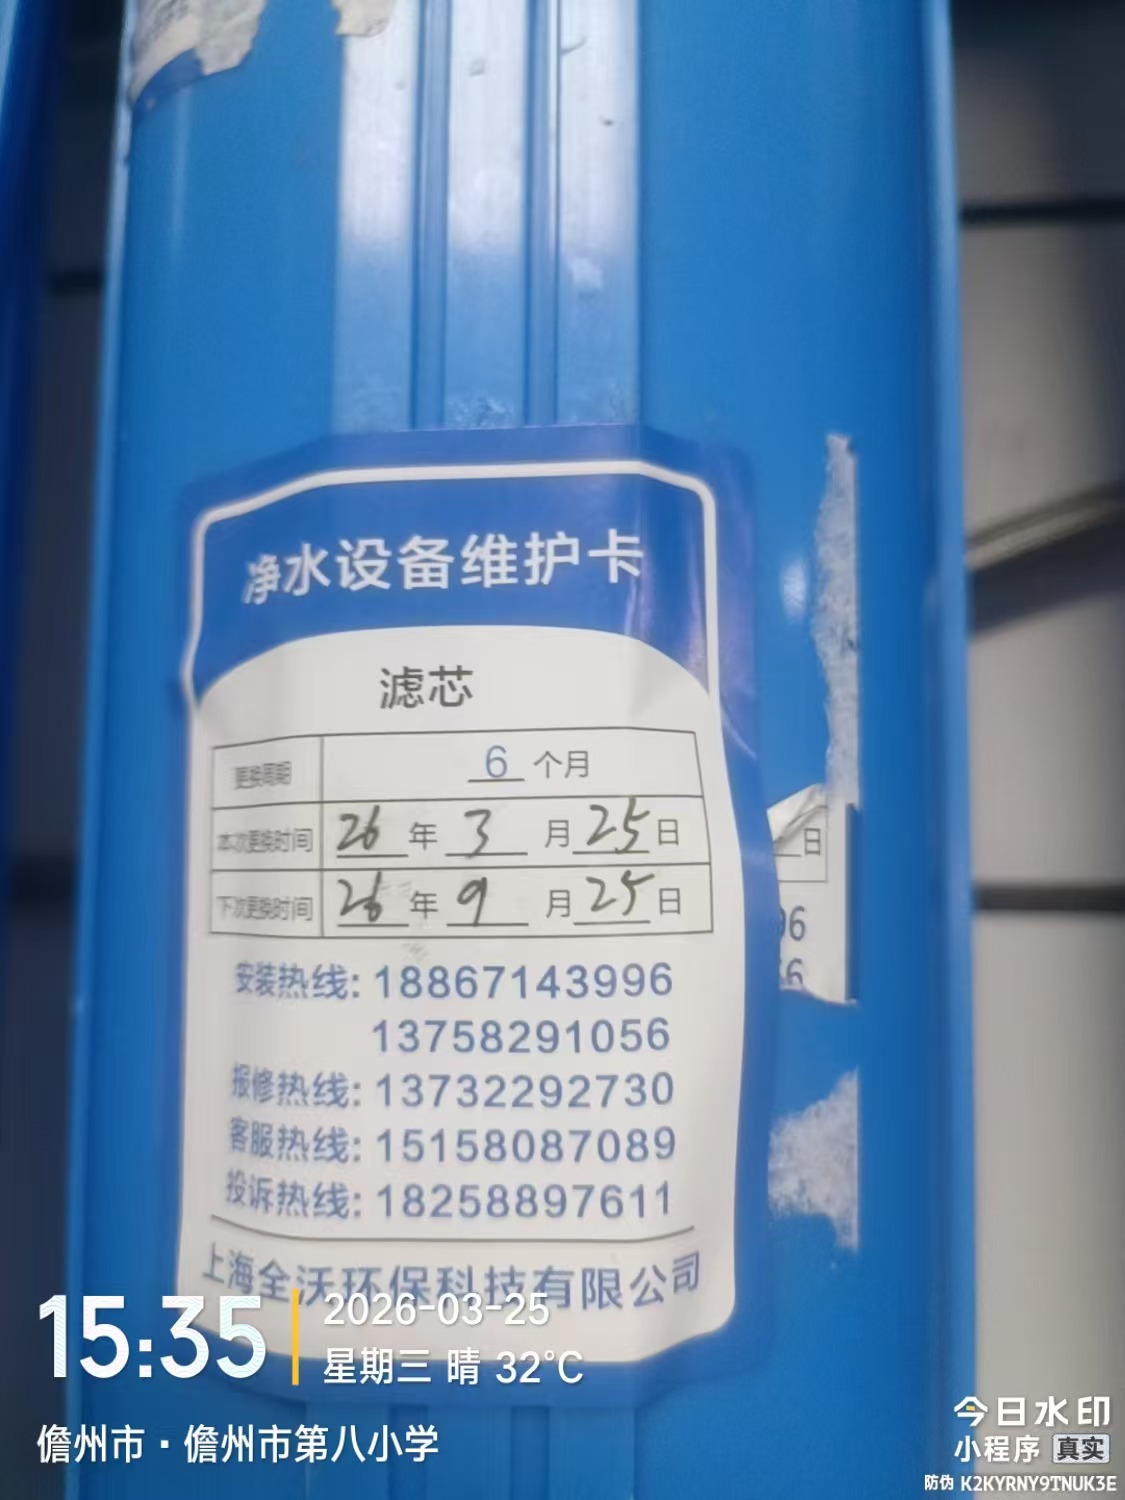 净水设备维护卡
滤芯
更换周期 6 个月
本次更换时间 26 年 3 月 25 日
下次更换时间 26 年 9 月 25 日
安装热线: 18867143996
13758291056
报修热线: 13732292730
客服热线: 15158087089
投诉热线: 18258897611
上海全沃环保科技有限公司
日
96
56
15:35
2026-03-25
星期三 晴 32°C
儋州市·儋州市第八小学
今日水印
小程序 真实
防伪 K2KYRNY9TNUK3E